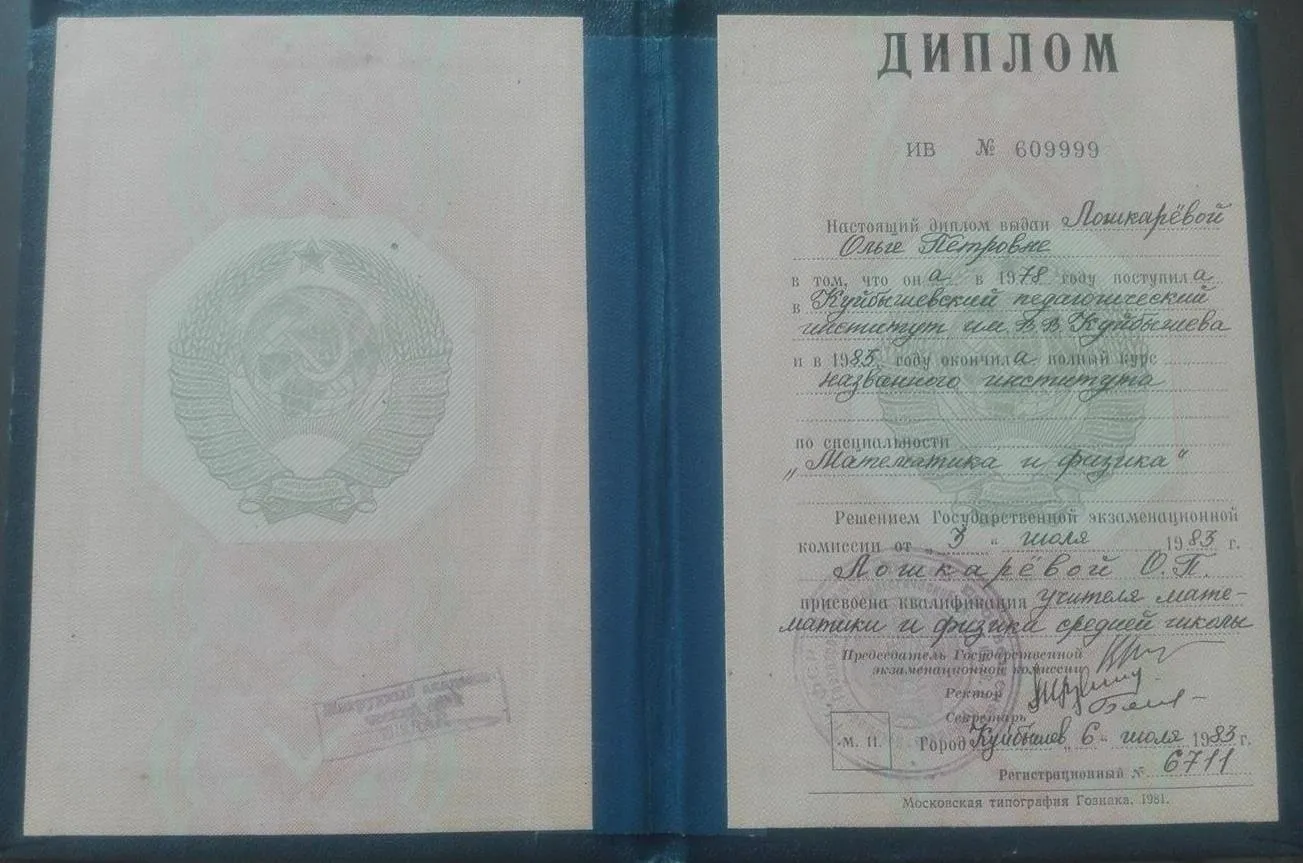 ДИПЛОМ
ИВ № 609999
Настоящий диплом выдан Лошкарёвой
Ольге Петровне
в том, что она в 1978 году поступила
в Куйбышевский педагогический
институт им. В.В. Куйбышева
и в 1983 году окончила полный курс
названного института
по специальности
„Математика и физика“
Решением Государственной экзаменационной
комиссии от „3“ июля 1983 г.
Лошкарёвой О.П.
присвоена квалификация учителя мате-
матики и физика средней школы
Председатель Государственной
экзаменационной комиссии
Ректор
Секретарь
М. П.
Город Куйбышев „6“ июля 1983 г.
Регистрационный № 6711
Московская типография Гознака. 1981.